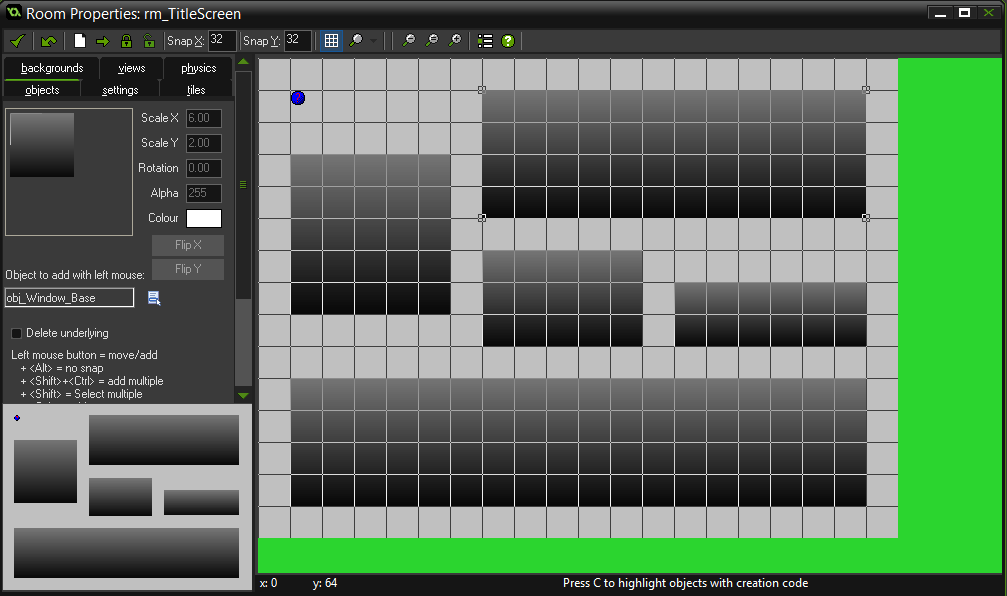 Room Properties: rm_TitleScreen
Snap X: 32 Snap Y: 32
backgrounds views physics
objects settings tiles
Scale X 6.00
Scale Y 2.00
Rotation 0.00
Alpha 255
Colour
Flip X
Flip Y
Object to add with left mouse:
obj_Window_Base
Delete underlying
Left mouse button = move/add
+ <Alt> = no snap
+ <Shift>+<Ctrl> = add multiple
+ <Shift> = Select multiple
x: 0 y: 64 Press C to highlight objects with creation code